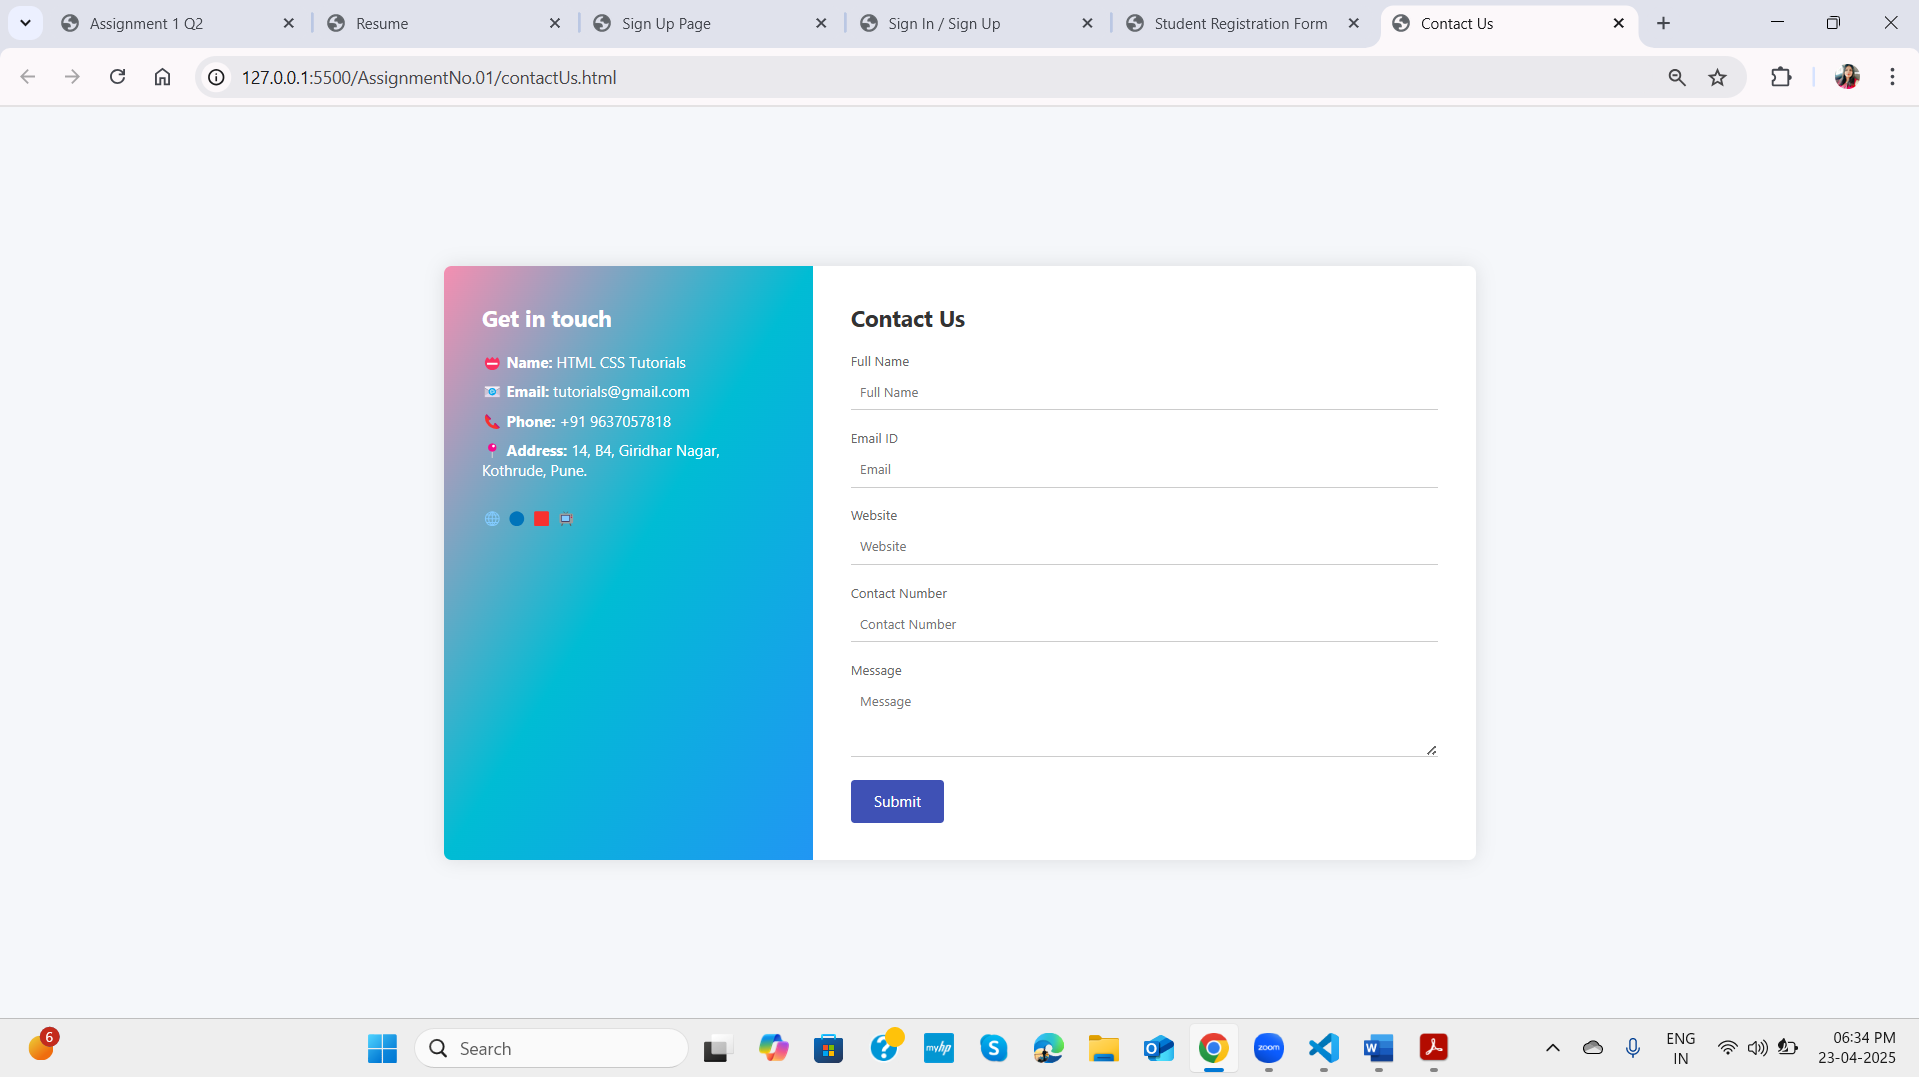 Assignment 1 Q2
Resume
Sign Up Page
Sign In / Sign Up
Student Registration Form
Contact Us
127.0.0.1:5500/AssignmentNo.01/contactUs.html
Get in touch
Name: HTML CSS Tutorials
Email: tutorials@gmail.com
Phone: +91 9637057818
Address: 14, B4, Giridhar Nagar,
Kothrude, Pune.
Contact Us
Full Name
Full Name
Email ID
Email
Website
Website
Contact Number
Contact Number
Message
Message
Submit
6
Search
myhp
zoom
ENG
IN
06:34 PM
23-04-2025